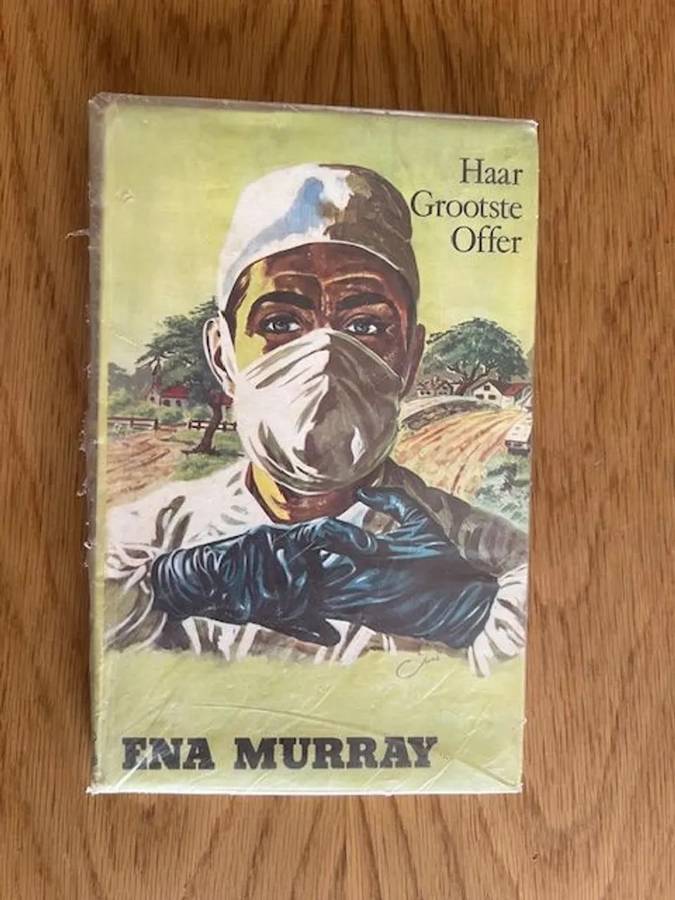 Haar
Grootste
Offer
ENA MURRAY